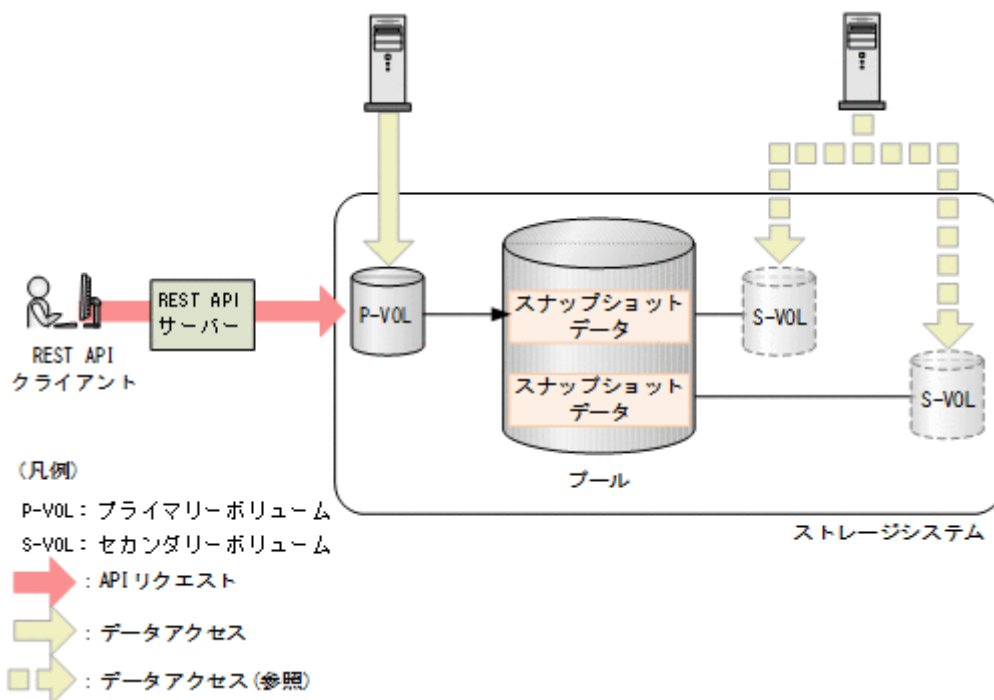 REST API
サーバー
P-VOL
スナップショット
データ
S-VOL
REST API
クライアント
スナップショット
データ
S-VOL
プール
ストレージシステム
(凡例)
P-VOL：プライマリーボリューム
S-VOL：セカンダリーボリューム
：APIリクエスト
：データアクセス
：データアクセス(参照)